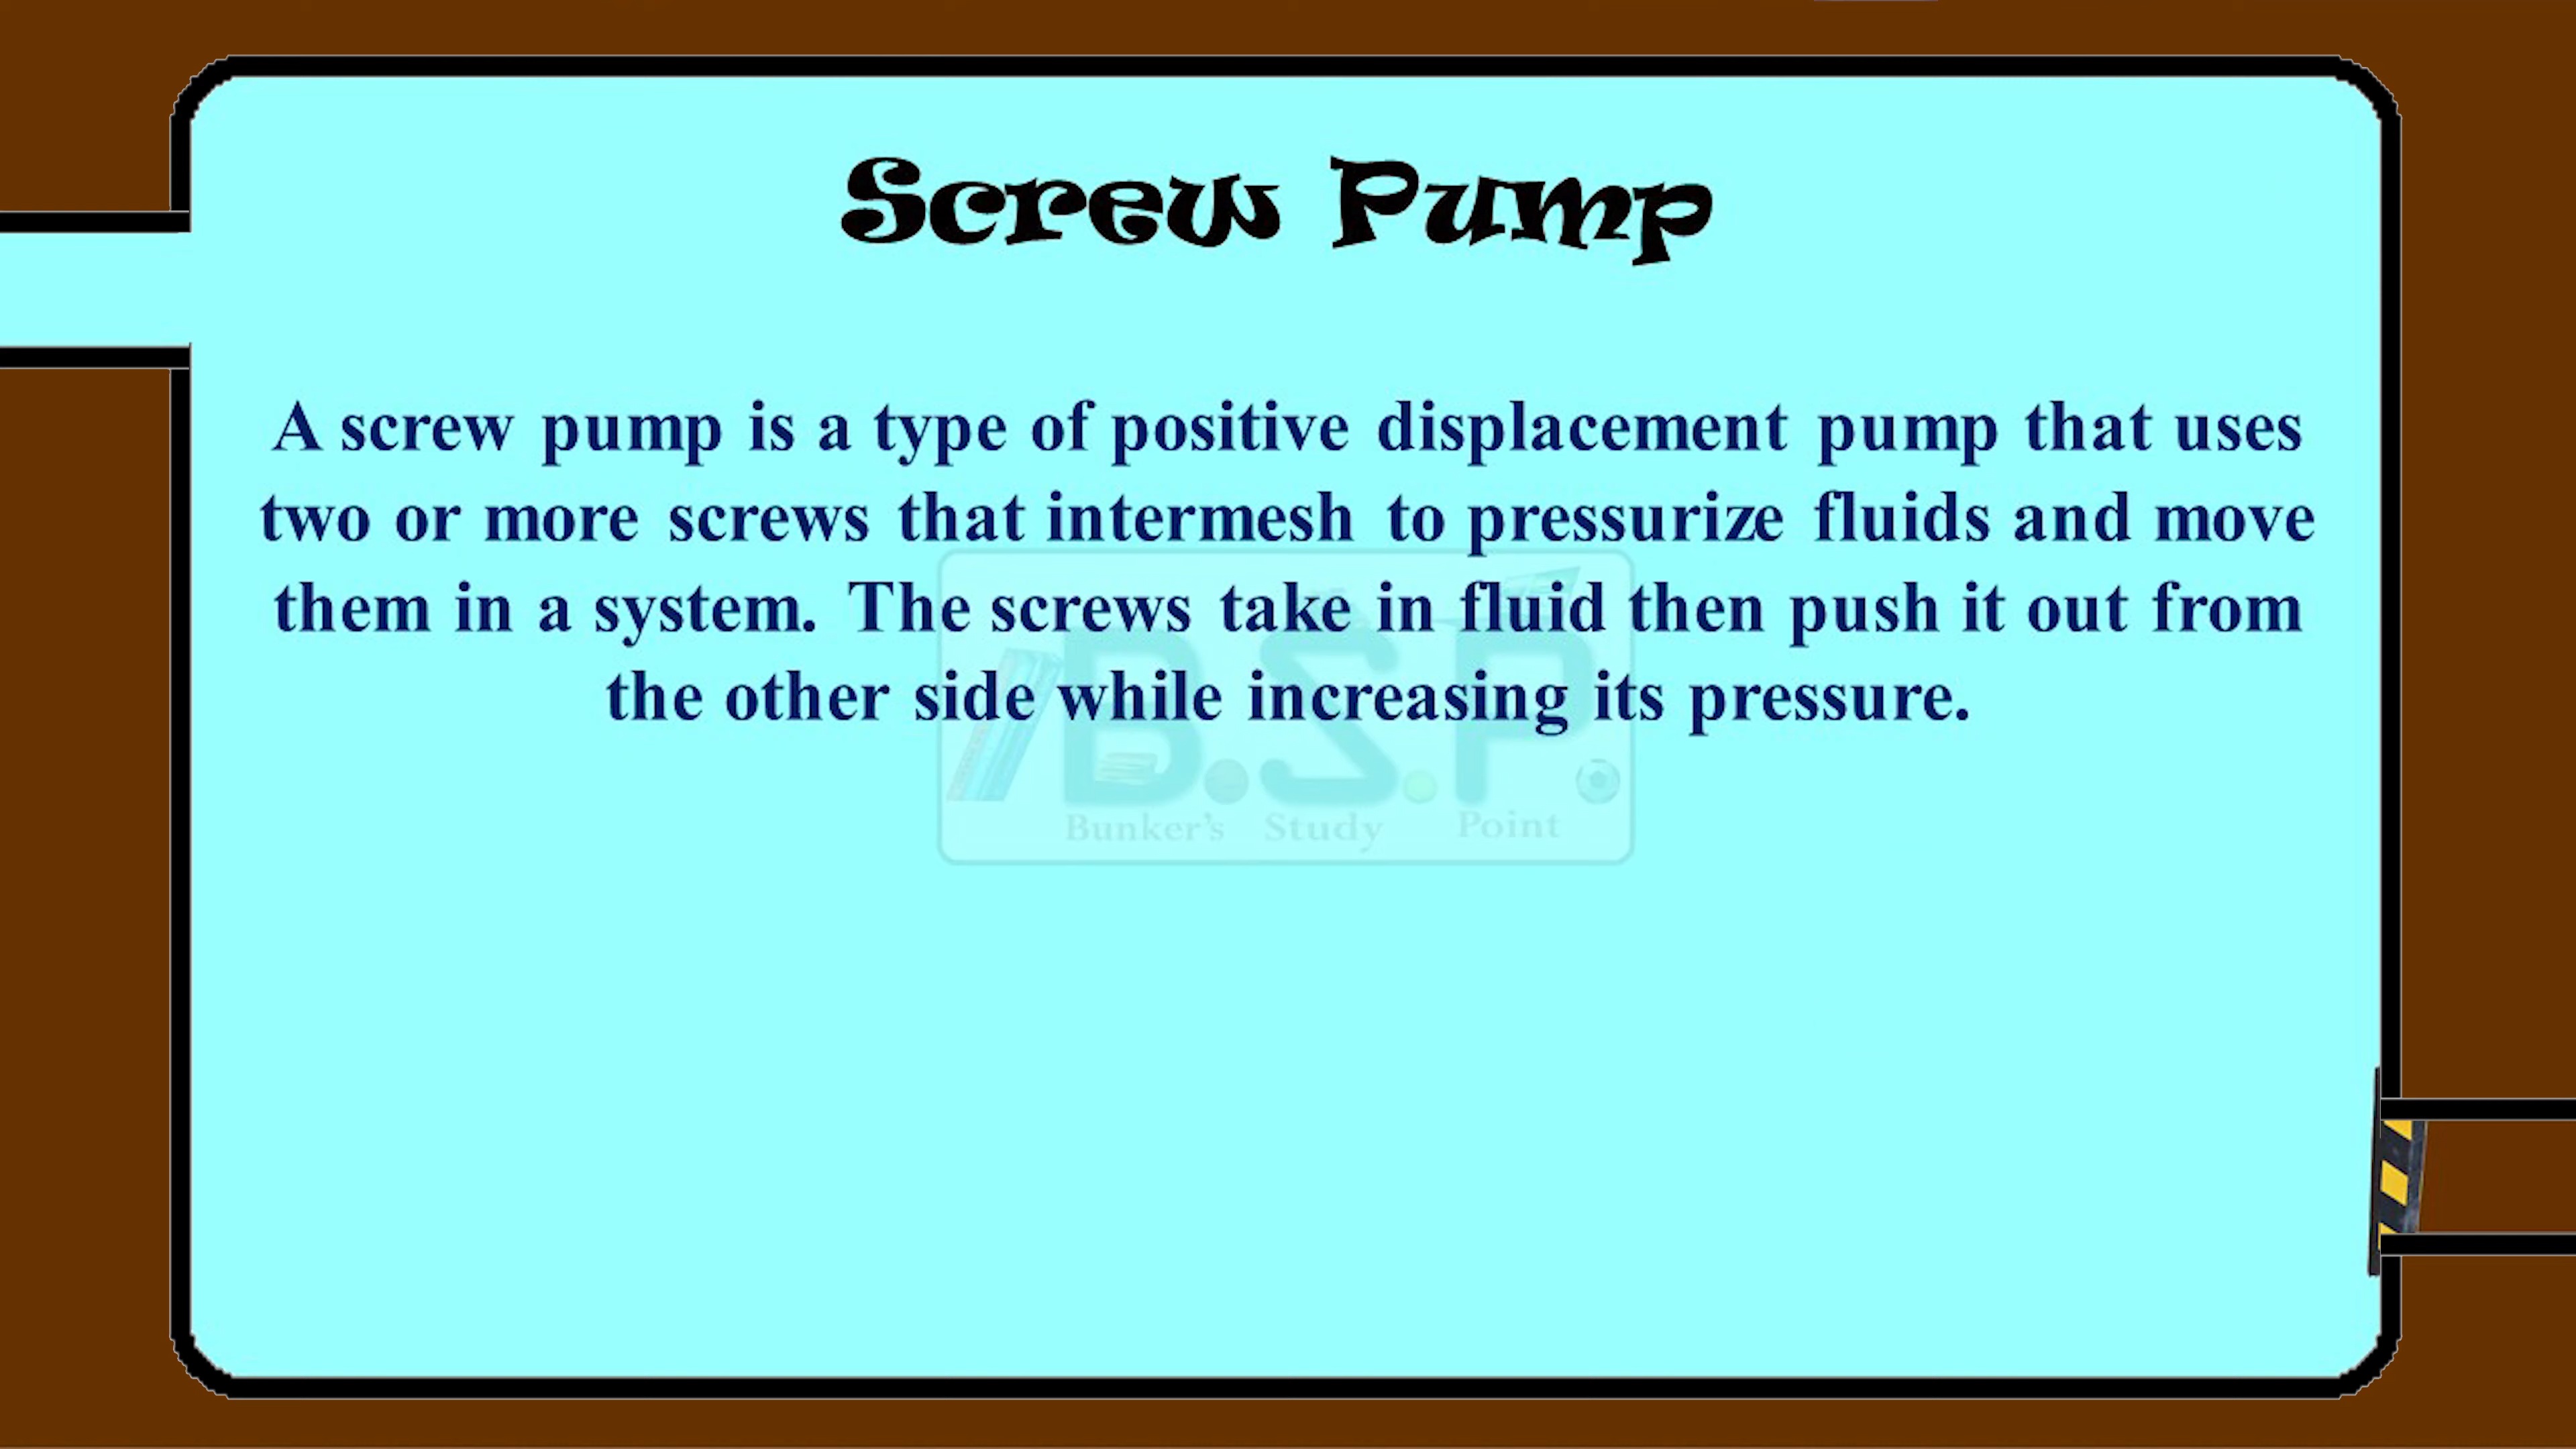 Screw Pump
A screw pump is a type of positive displacement pump that uses
two or more screws that intermesh to pressurize fluids and move
them in a system. The screws take in fluid then push it out from
the other side while increasing its pressure.
B.S.P.
Bunker's Study Point